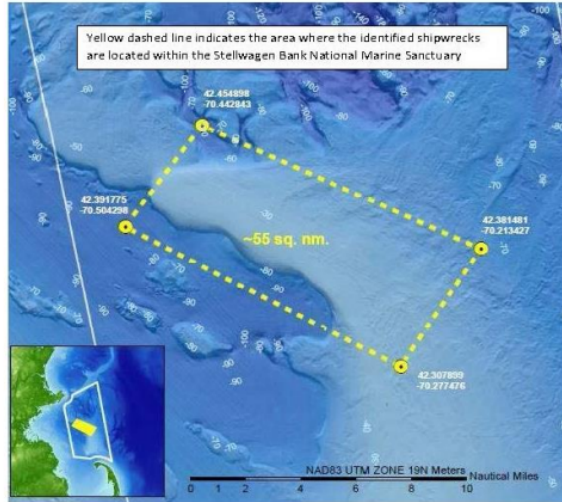 Yellow dashed line indicates the area where the identified shipwrecks
are located within the Stellwagen Bank National Marine Sanctuary
42.454898
-70.442843
42.391775
-70.504298
42.381481
-70.213427
~55 sq. nm.
42.307899
-70.277476
NAD83 UTM ZONE 19N Meters
Nautical Miles
0 1 2 4 6 8 10